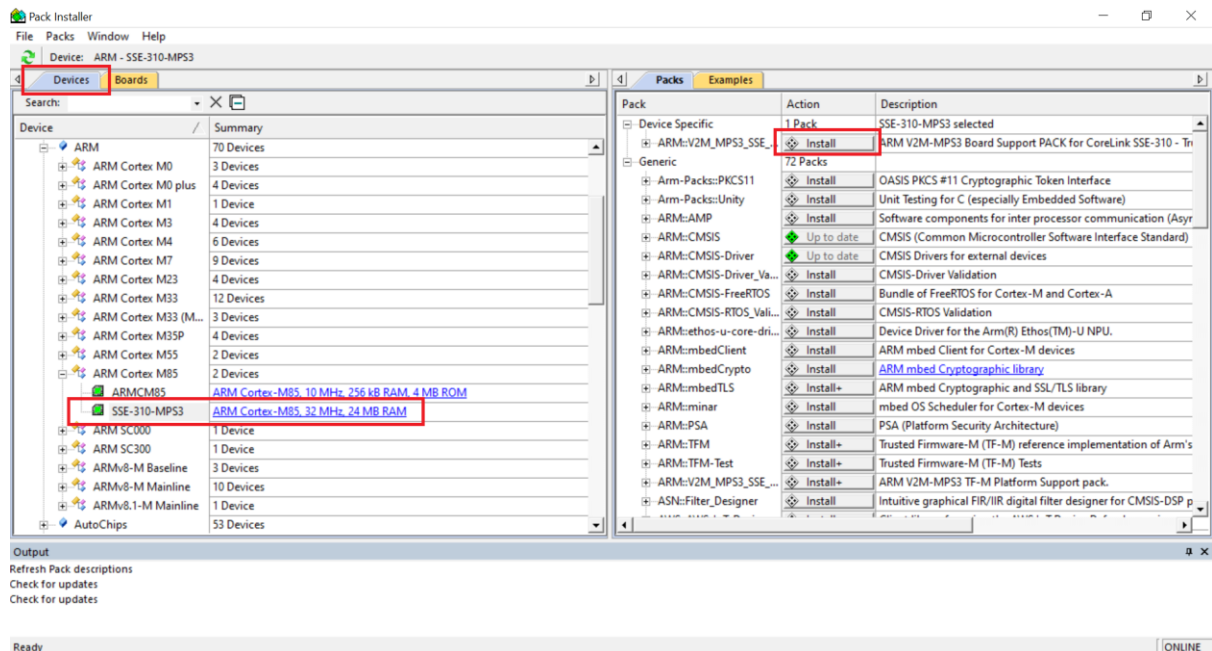 Pack Installer
File Packs Window Help
Device: ARM - SSE-310-MPS3
Devices Boards
Search:
Device / Summary
ARM 70 Devices
ARM Cortex M0 3 Devices
ARM Cortex M0 plus 4 Devices
ARM Cortex M1 1 Device
ARM Cortex M3 4 Devices
ARM Cortex M4 6 Devices
ARM Cortex M7 9 Devices
ARM Cortex M23 4 Devices
ARM Cortex M33 12 Devices
ARM Cortex M33 (M... 3 Devices
ARM Cortex M35P 4 Devices
ARM Cortex M55 2 Devices
ARM Cortex M85 2 Devices
ARMCM85 ARM Cortex-M85, 10 MHz, 256 kB RAM, 4 MB ROM
SSE-310-MPS3 ARM Cortex-M85, 32 MHz, 24 MB RAM
ARM SC000 1 Device
ARM SC300 1 Device
ARMv8-M Baseline 3 Devices
ARMv8-M Mainline 10 Devices
ARMv8.1-M Mainline 1 Device
AutoChips 53 Devices
Packs Examples
Pack Action Description
Device Specific 1 Pack SSE-310-MPS3 selected
ARM::V2M_MPS3_SSE_... Install ARM V2M-MPS3 Board Support PACK for CoreLink SSE-310 - Tru
Generic 72 Packs
Arm-Packs::PKCS11 Install OASIS PKCS #11 Cryptographic Token Interface
Arm-Packs::Unity Install Unit Testing for C (especially Embedded Software)
ARM::AMP Install Software components for inter processor communication (Asyr
ARM::CMSIS Up to date CMSIS (Common Microcontroller Software Interface Standard)
ARM::CMSIS-Driver Up to date CMSIS Drivers for external devices
ARM::CMSIS-Driver_Va... Install CMSIS-Driver Validation
ARM::CMSIS-FreeRTOS Install Bundle of FreeRTOS for Cortex-M and Cortex-A
ARM::CMSIS-RTOS_Vali... Install CMSIS-RTOS Validation
ARM::ethos-u-core-dri... Install Device Driver for the Arm(R) Ethos(TM)-U NPU.
ARM::mbedClient Install ARM mbed Client for Cortex-M devices
ARM::mbedCrypto Install ARM mbed Cryptographic library
ARM::mbedTLS Install+ ARM mbed Cryptographic and SSL/TLS library
ARM::minar Install mbed OS Scheduler for Cortex-M devices
ARM::PSA Install PSA (Platform Security Architecture)
ARM::TFM Install+ Trusted Firmware-M (TF-M) reference implementation of Arm's
ARM::TFM-Test Install+ Trusted Firmware-M (TF-M) Tests
ARM::V2M_MPS3_SSE_... Install+ ARM V2M-MPS3 TF-M Platform Support pack.
ASN::Filter_Designer Install Intuitive graphical FIR/IIR digital filter designer for CMSIS-DSP p
Output
Refresh Pack descriptions
Check for updates
Check for updates
Ready ONLINE